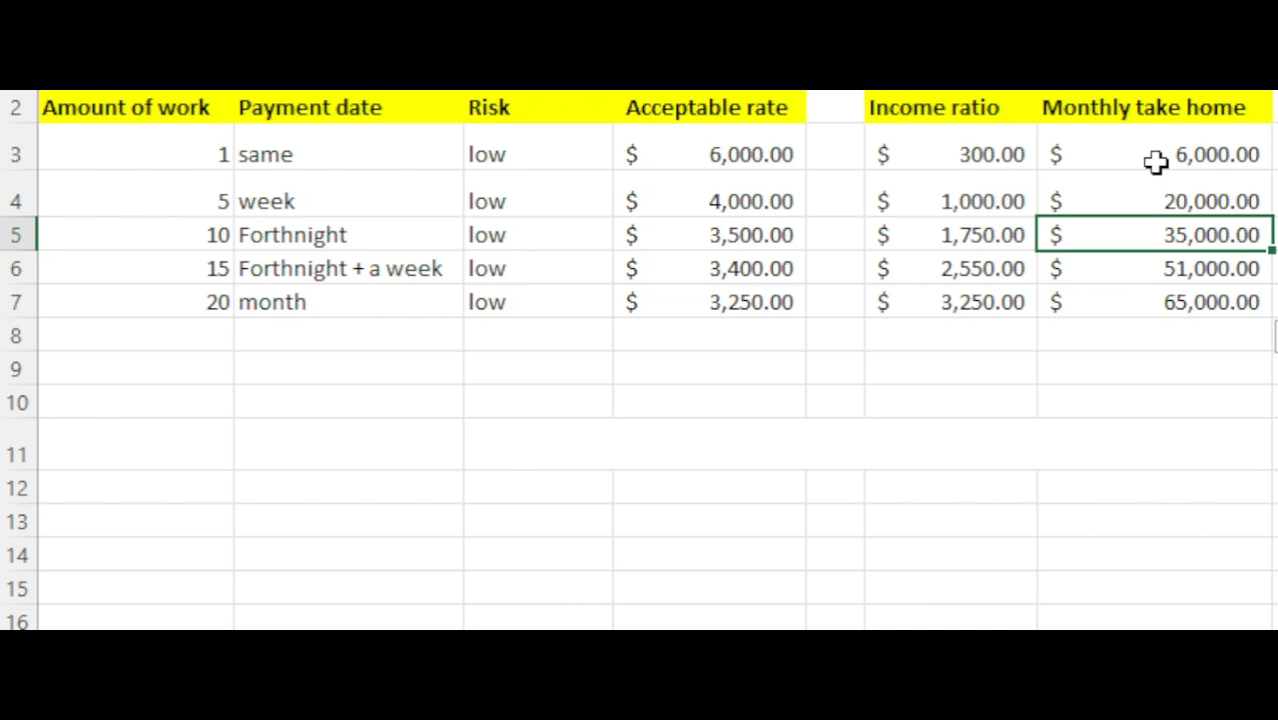 2 Amount of work Payment date Risk Acceptable rate Income ratio Monthly take home
3 1 same low $ 6,000.00 $ 300.00 $ 6,000.00
4 5 week low $ 4,000.00 $ 1,000.00 $ 20,000.00
5 10 Forthnight low $ 3,500.00 $ 1,750.00 $ 35,000.00
6 15 Forthnight + a week low $ 3,400.00 $ 2,550.00 $ 51,000.00
7 20 month low $ 3,250.00 $ 3,250.00 $ 65,000.00
8
9
10
11
12
13
14
15
16